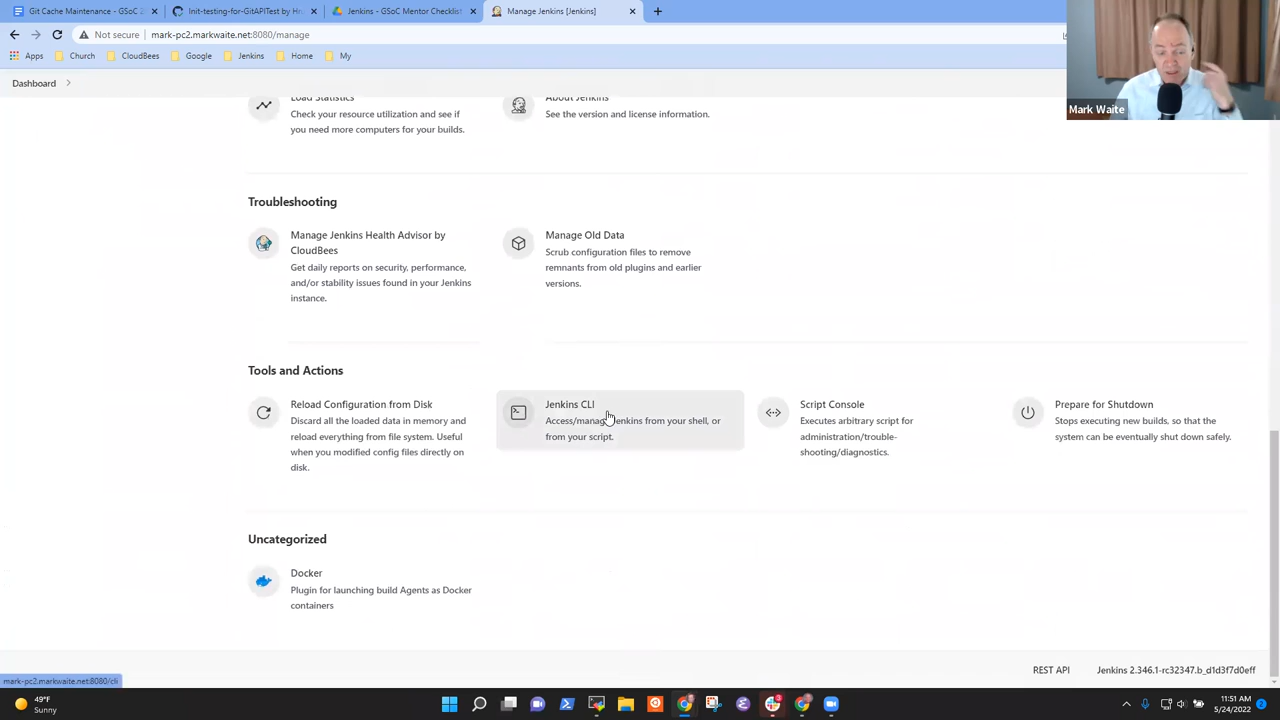 Git Cache Maintenance - GSoC 2
Init-testing-for-GitAPITest by Hr
Jenkins - GSoC Mentor Checklist
Manage Jenkins [Jenkins]
Not secure
mark-pc2.markwaite.net:8080/manage
Apps
Church
CloudBees
Google
Jenkins
Home
My
Mark Waite
Dashboard
Load Statistics
Check your resource utilization and see if
you need more computers for your builds.
About Jenkins
See the version and license information.
Troubleshooting
Manage Jenkins Health Advisor by
CloudBees
Get daily reports on security, performance,
and/or stability issues found in your Jenkins
instance.
Manage Old Data
Scrub configuration files to remove
remnants from old plugins and earlier
versions.
Tools and Actions
Reload Configuration from Disk
Discard all the loaded data in memory and
reload everything from file system. Useful
when you modified config files directly on
disk.
Jenkins CLI
Access/manage Jenkins from your shell, or
from your script.
Script Console
Executes arbitrary script for
administration/trouble-
shooting/diagnostics.
Prepare for Shutdown
Stops executing new builds, so that the
system can be eventually shut down safely.
Uncategorized
Docker
Plugin for launching build Agents as Docker
containers
REST API
Jenkins 2.346.1-rc32347.b_d1d3f7d0eff
mark-pc2.markwaite.net:8080/cli
49°F
Sunny
11:51 AM
5/24/2022